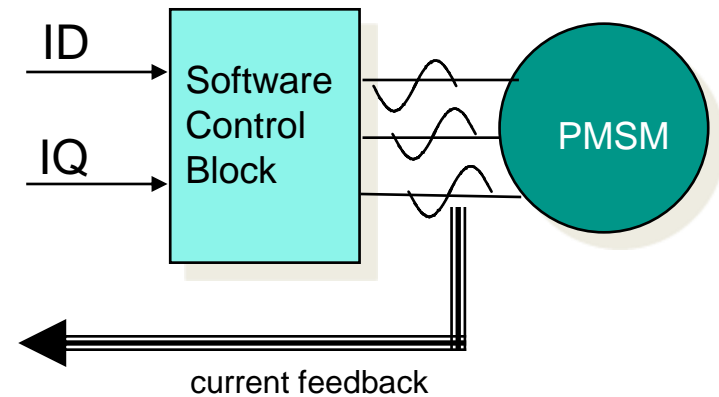 ID
IQ
Software
Control
Block
PMSM
current feedback